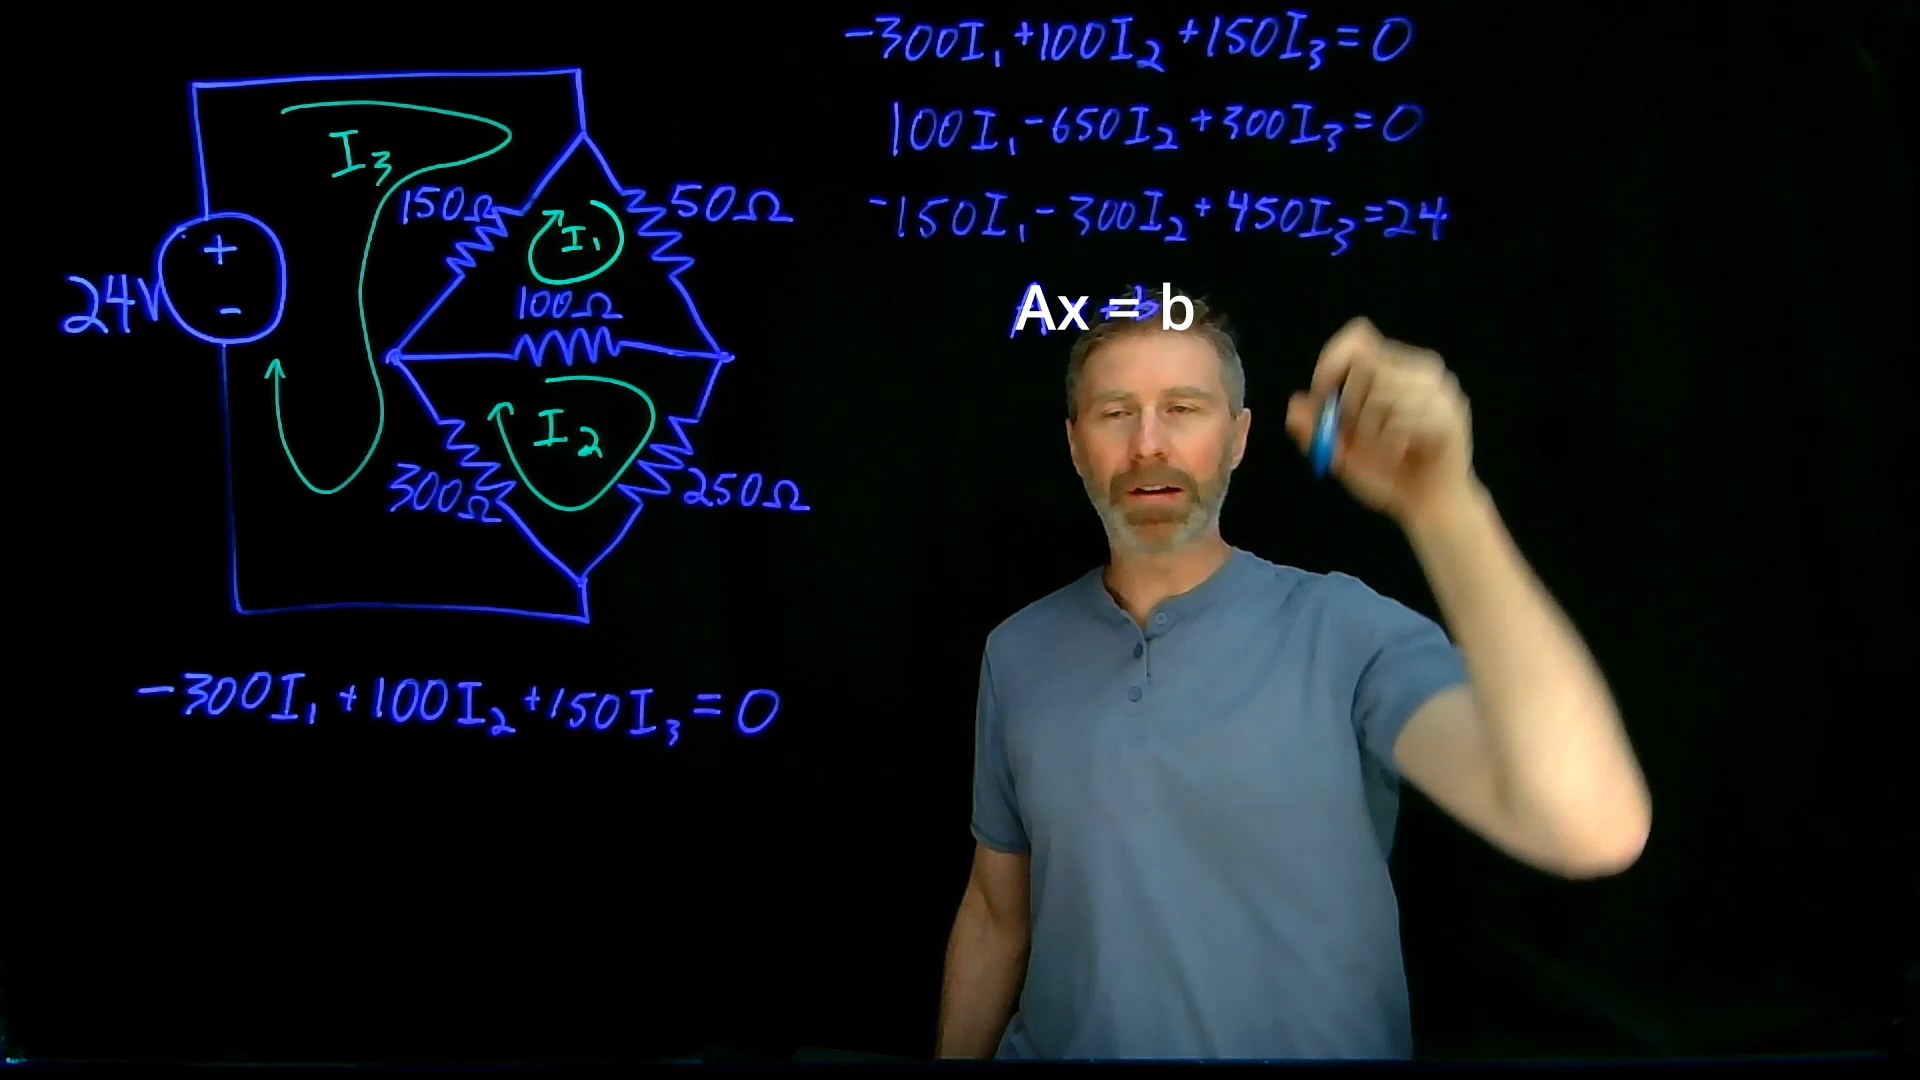 -300I₁+100I₂+150I₃=0
100I₁-650I₂+300I₃=0
-150I₁-300I₂+450I₃=24
Ax = b
I₃
150Ω
50Ω
I₁
+
24V
-
100Ω
I₂
300Ω
250Ω
-300I₁+100I₂+150I₃=0